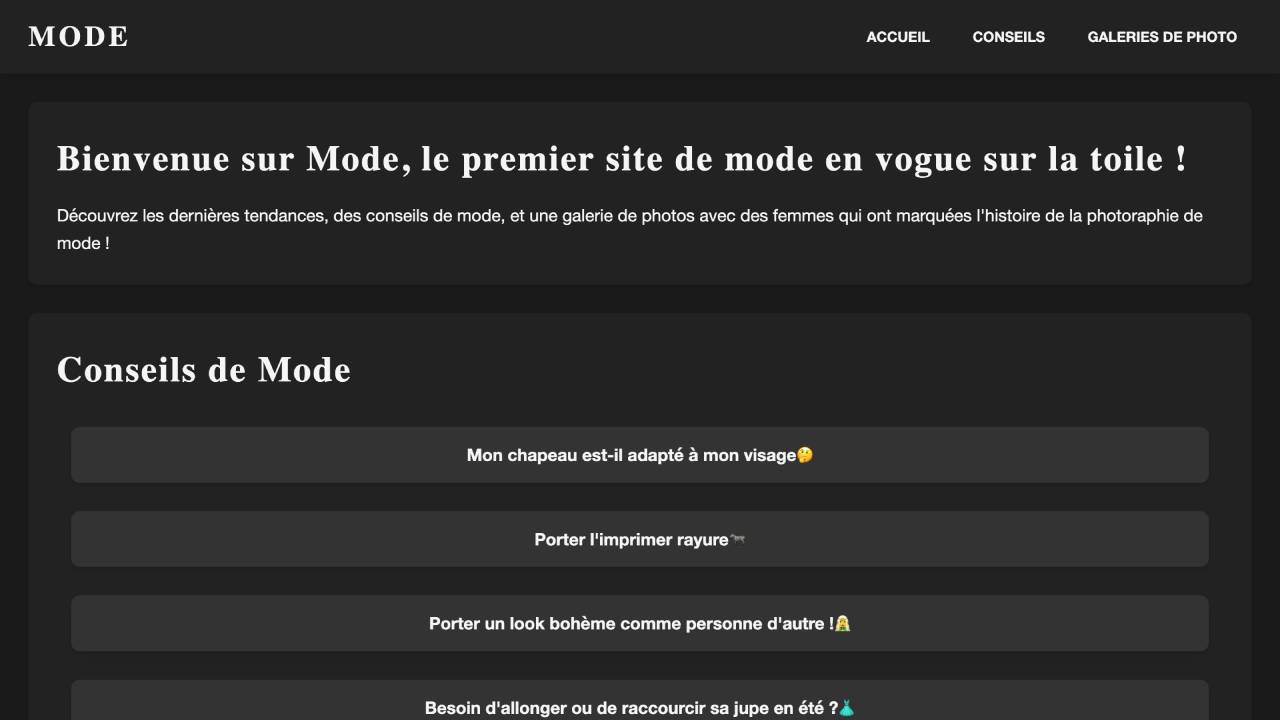 MODE
ACCUEIL
CONSEILS
GALERIES DE PHOTO
Bienvenue sur Mode, le premier site de mode en vogue sur la toile !
Découvrez les dernières tendances, des conseils de mode, et une galerie de photos avec des femmes qui ont marquées l'histoire de la photoraphie de
mode !
Conseils de Mode
Mon chapeau est-il adapté à mon visage🤔
Porter l'imprimer rayure🐄
Porter un look bohème comme personne d'autre !👰
Besoin d'allonger ou de raccourcir sa jupe en été ?👗